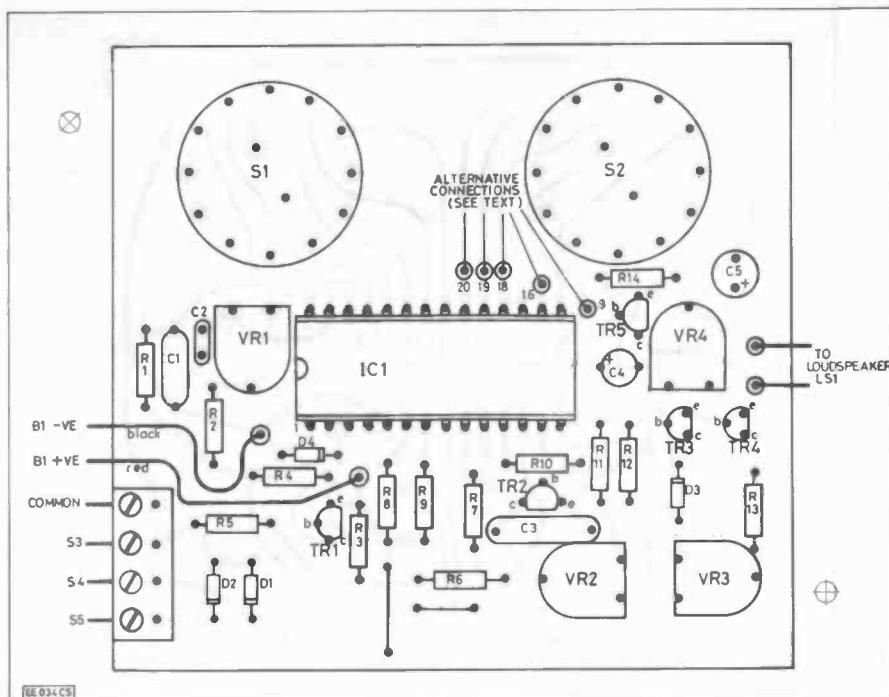 S1
S2
ALTERNATIVE
CONNECTIONS
(SEE TEXT)
20 19 18
16
9
R14
C5
+
b e
c
TR5
C2
VR1
VR4
R1
C1
IC1
+
C4
TO
LOUDSPEAKER
LS1
R2
1
B1 -VE
black
D4
b e
c
TR3
b e
c
TR4
B1 +VE
red
R4
R8
R9
R7
R10
R11
R12
TR2
b
c e
D3
R13
COMMON
R5
b e
c
TR1
R3
C3
S3
S4
D2
D1
R6
VR2
VR3
S5
EE034CS